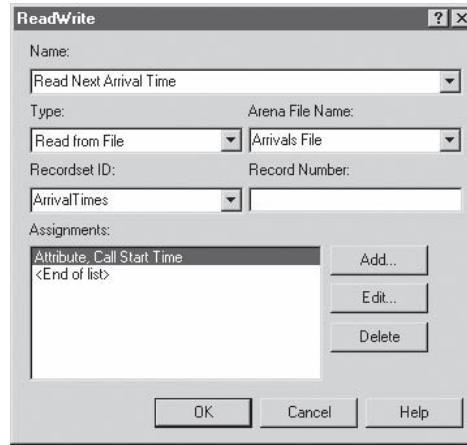 ReadWrite
Name:
Read Next Arrival Time
Type: Arena File Name:
Read from File Arrivals File
Recordset ID: Record Number:
ArrivalTimes
Assignments:
Attribute, Call Start Time
<End of list>
Add...
Edit...
Delete
OK Cancel Help